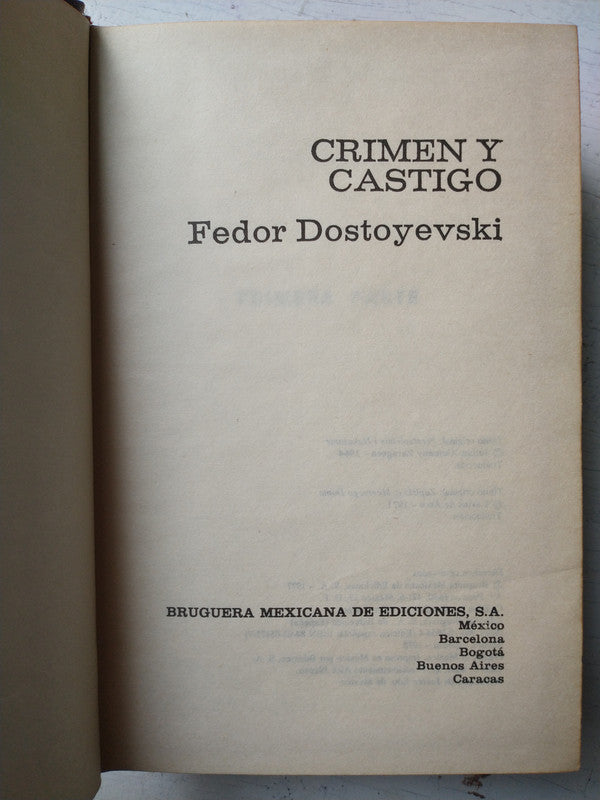 CRIMEN Y
CASTIGO
Fedor Dostoyevski
BRUGUERA MEXICANA DE EDICIONES, S.A.
México
Barcelona
Bogotá
Buenos Aires
Caracas